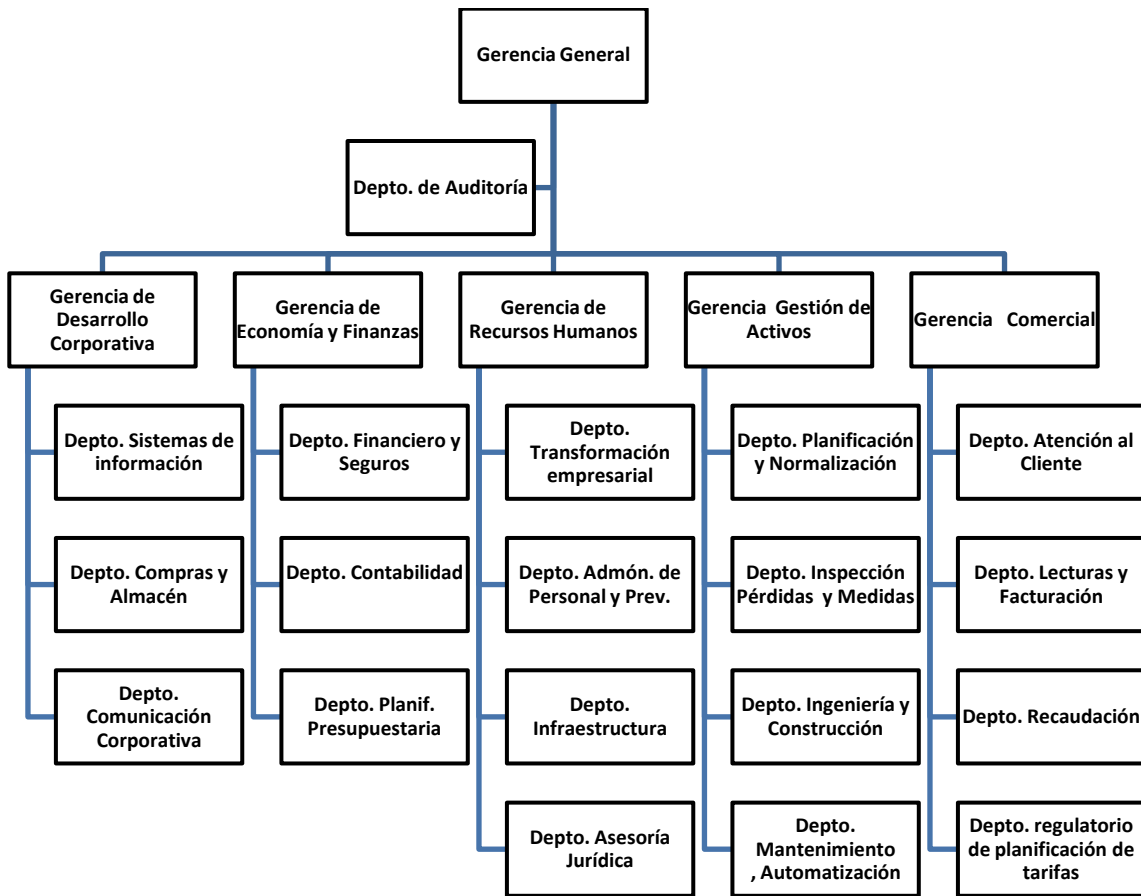 Gerencia General
Depto. de Auditoría
Gerencia de
Desarrollo
Corporativa
Gerencia de
Economía y Finanzas
Gerencia de
Recursos Humanos
Gerencia Gestión de
Activos
Gerencia Comercial
Depto. Sistemas de
información
Depto. Compras y
Almacén
Depto.
Comunicación
Corporativa
Depto. Financiero y
Seguros
Depto. Contabilidad
Depto. Planif.
Presupuestaria
Depto.
Transformación
empresarial
Depto. Admón. de
Personal y Prev.
Depto.
Infraestructura
Depto. Asesoría
Jurídica
Depto. Planificación
y Normalización
Depto. Inspección
Pérdidas y Medidas
Depto. Ingeniería y
Construcción
Depto.
Mantenimiento
, Automatización
Depto. Atención al
Cliente
Depto. Lecturas y
Facturación
Depto. Recaudación
Depto. regulatorio
de planificación de
tarifas